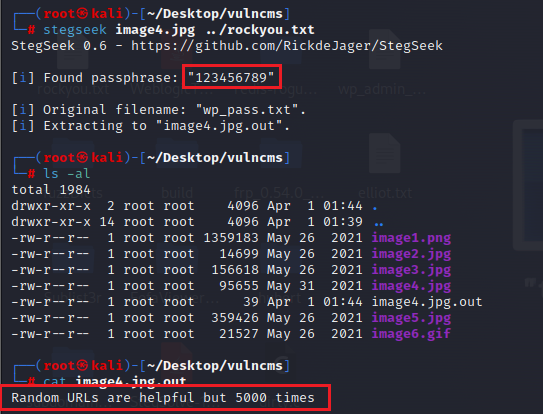 ┌──(root㉿kali)-[~/Desktop/vulncms]
└─# stegseek image4.jpg ../rockyou.txt
StegSeek 0.6 - https://github.com/RickdeJager/StegSeek
[i] Found passphrase: "123456789"
[i] Original filename: "wp_pass.txt".
[i] Extracting to "image4.jpg.out".
┌──(root㉿kali)-[~/Desktop/vulncms]
└─# ls -al
total 1984
drwxr-xr-x  2 root root    4096 Apr  1 01:44 .
drwxr-xr-x 14 root root    4096 Apr  1 01:39 ..
-rw-r--r--  1 root root 1359183 May 26  2021 image1.png
-rw-r--r--  1 root root   14699 May 26  2021 image2.jpg
-rw-r--r--  1 root root  156618 May 26  2021 image3.jpg
-rw-r--r--  1 root root   95655 May 31  2021 image4.jpg
-rw-r--r--  1 root root      39 Apr  1 01:44 image4.jpg.out
-rw-r--r--  1 root root  359426 May 26  2021 image5.jpg
-rw-r--r--  1 root root   21527 May 26  2021 image6.gif
┌──(root㉿kali)-[~/Desktop/vulncms]
└─# cat image4.jpg.out
Random URLs are helpful but 5000 times